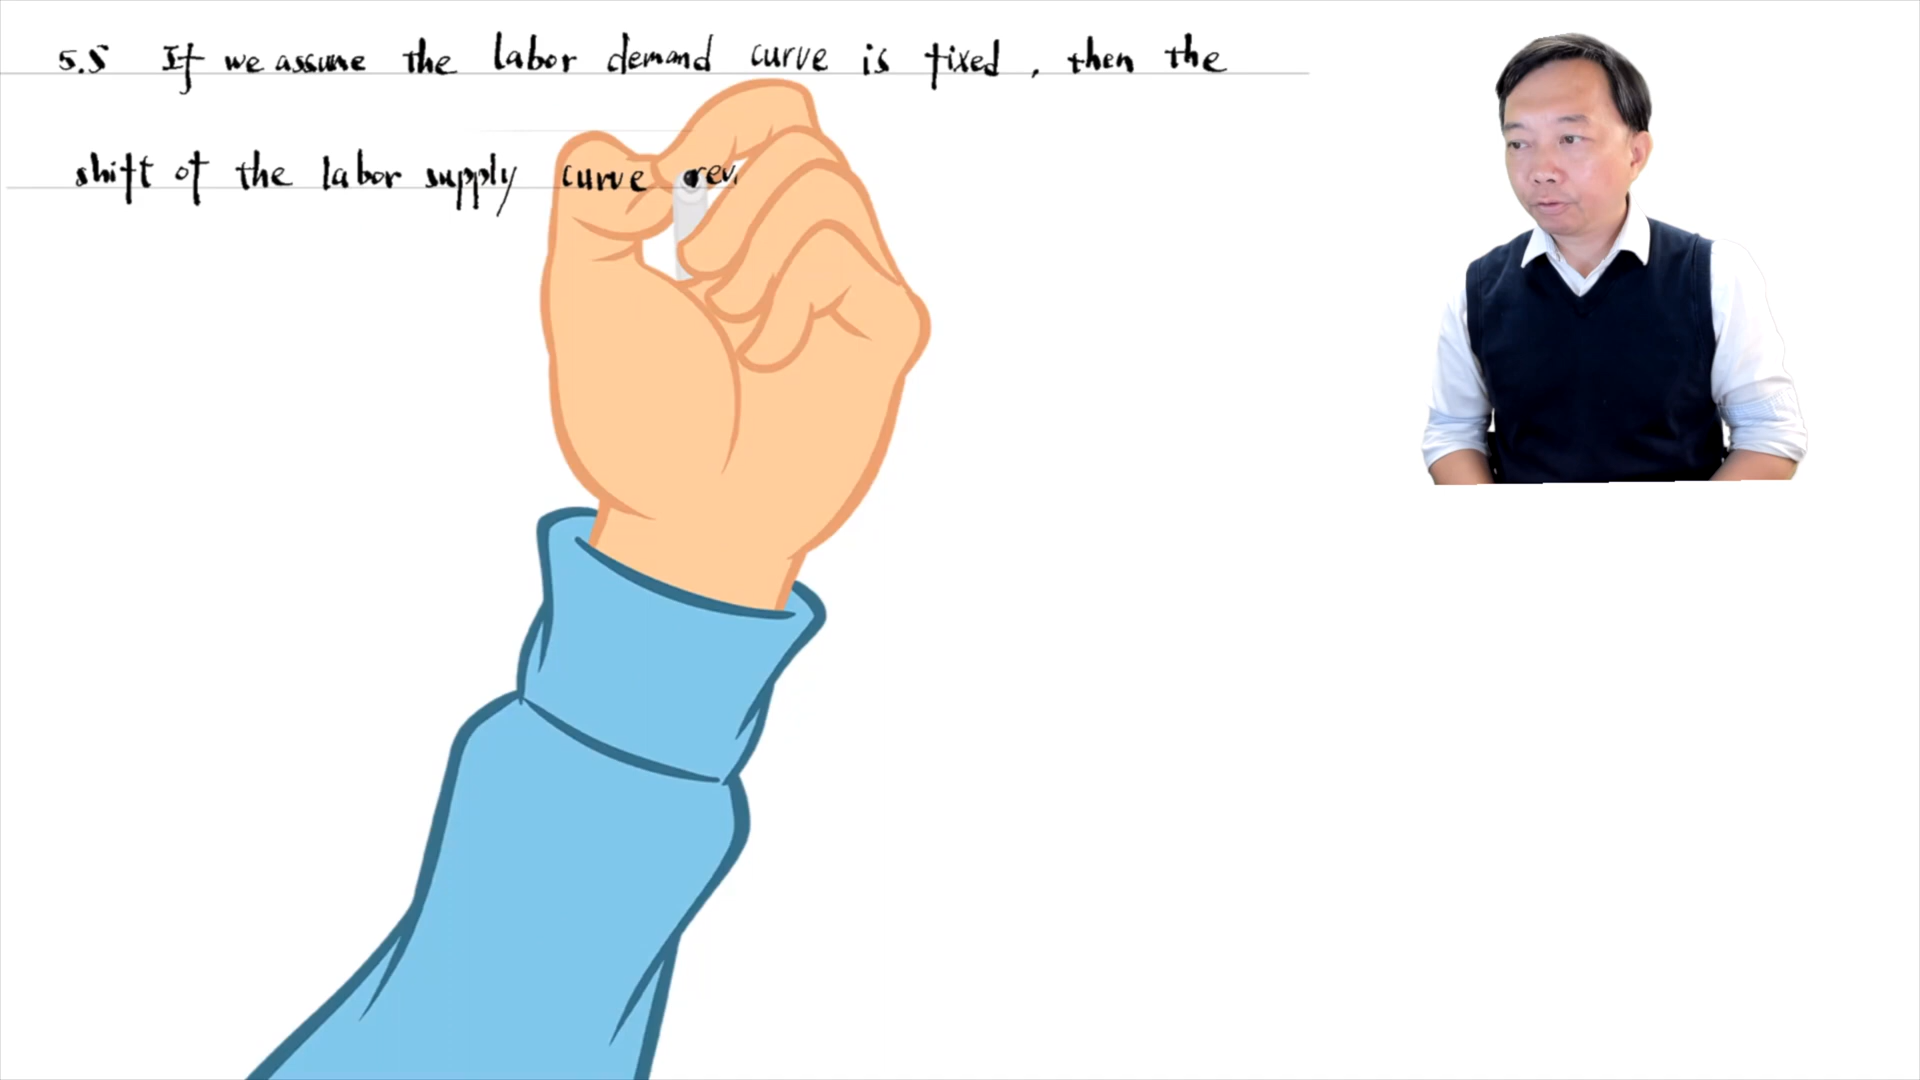 5.5 If we assume the labor demand curve is fixed, then the
shift of the labor supply curve